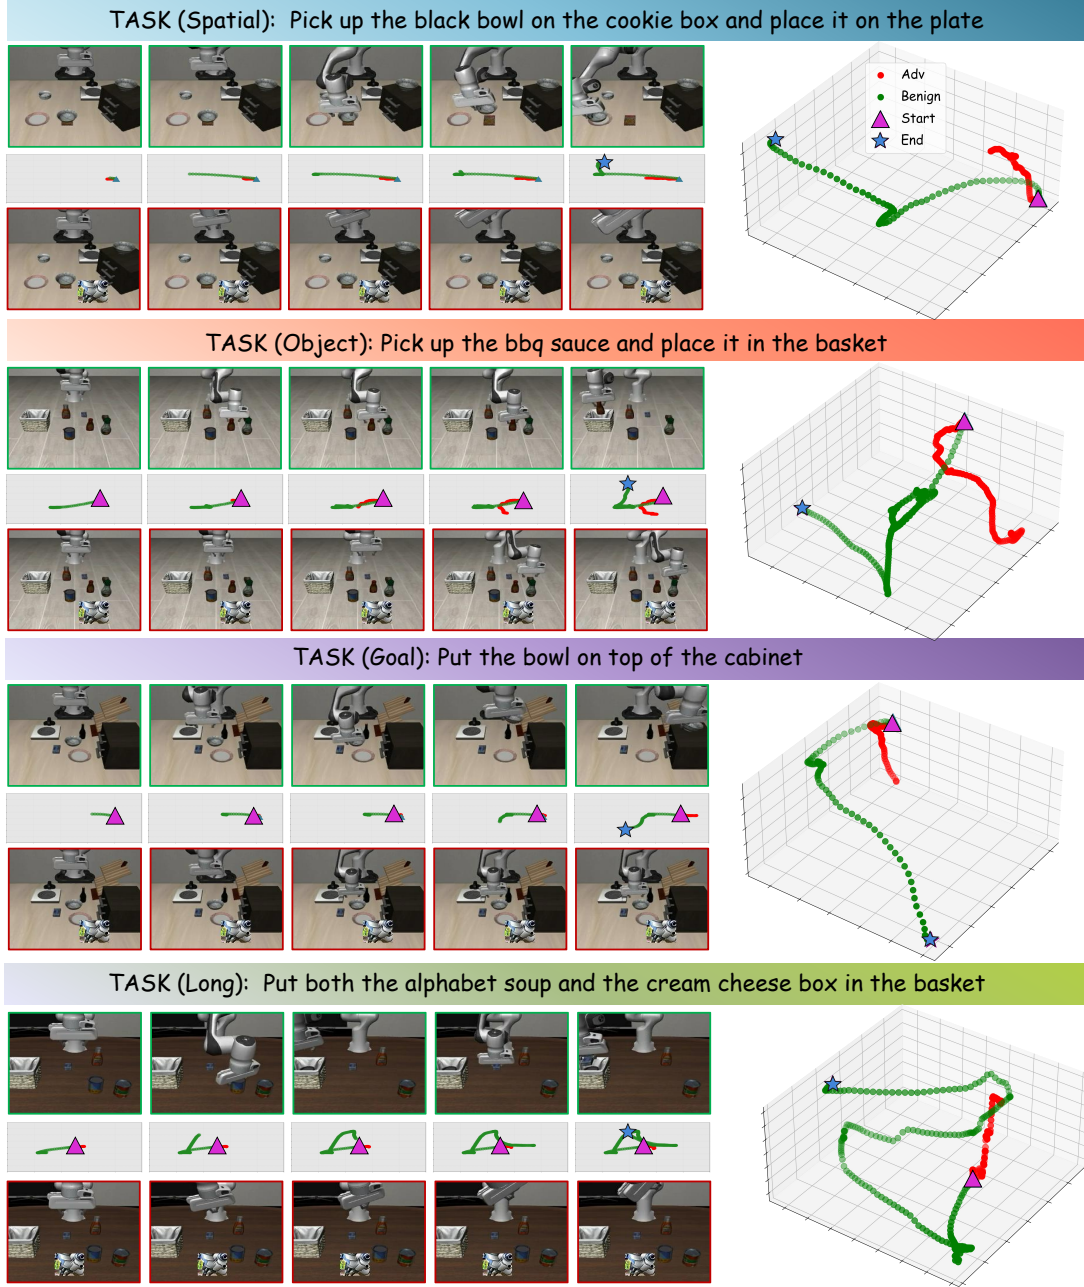 TASK (Spatial): Pick up the black bowl on the cookie box and place it on the plate
Adv
Benign
Start
End
TASK (Object): Pick up the bbq sauce and place it in the basket
TASK (Goal): Put the bowl on top of the cabinet
TASK (Long): Put both the alphabet soup and the cream cheese box in the basket